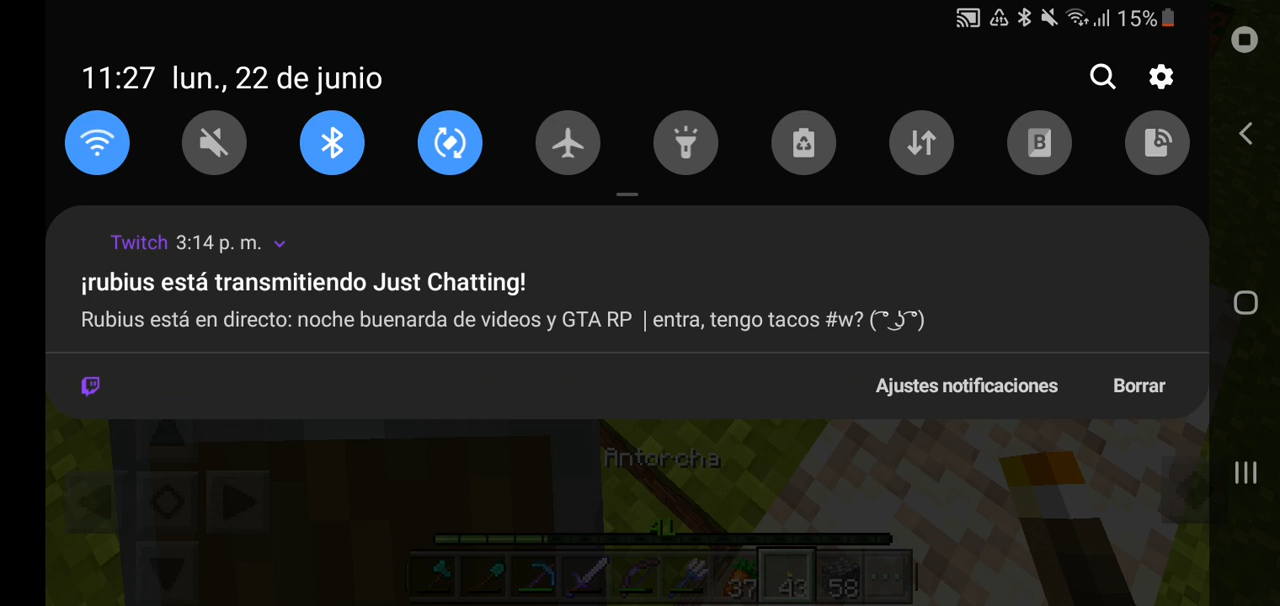 15%
11:27 lun., 22 de junio
B
Twitch 3:14 p. m.
¡rubius está transmitiendo Just Chatting!
Rubius está en directo: noche buenarda de videos y GTA RP | entra, tengo tacos #w? ( ͡° ͜ʖ ͡°)
Ajustes notificaciones Borrar
Antorcha
37 43 58 ...